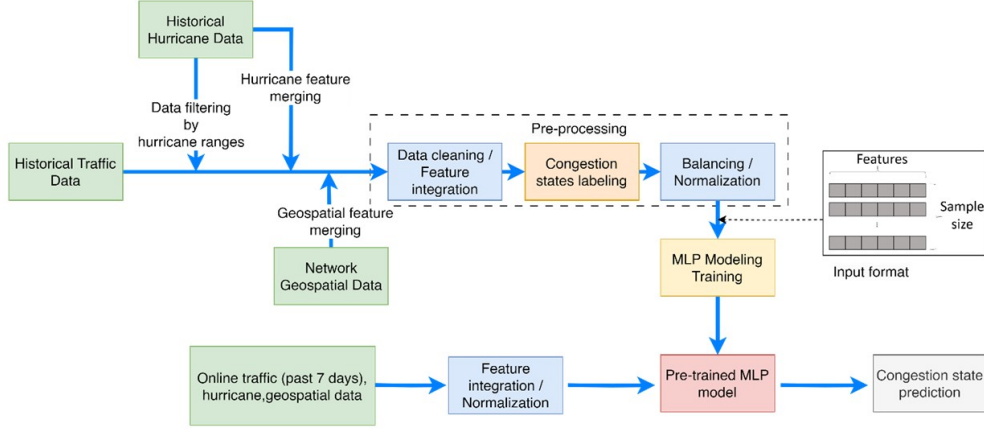 Historical
Hurricane Data
Hurricane feature
merging
Data filtering
by
hurricane ranges
Historical Traffic
Data
Pre-processing
Data cleaning /
Feature
integration
Congestion
states labeling
Balancing /
Normalization
Features
Sample
size
Input format
Geospatial feature
merging
Network
Geospatial Data
MLP Modeling
Training
Online traffic (past 7 days),
hurricane,geospatial data
Feature
integration /
Normalization
Pre-trained MLP
model
Congestion state
prediction